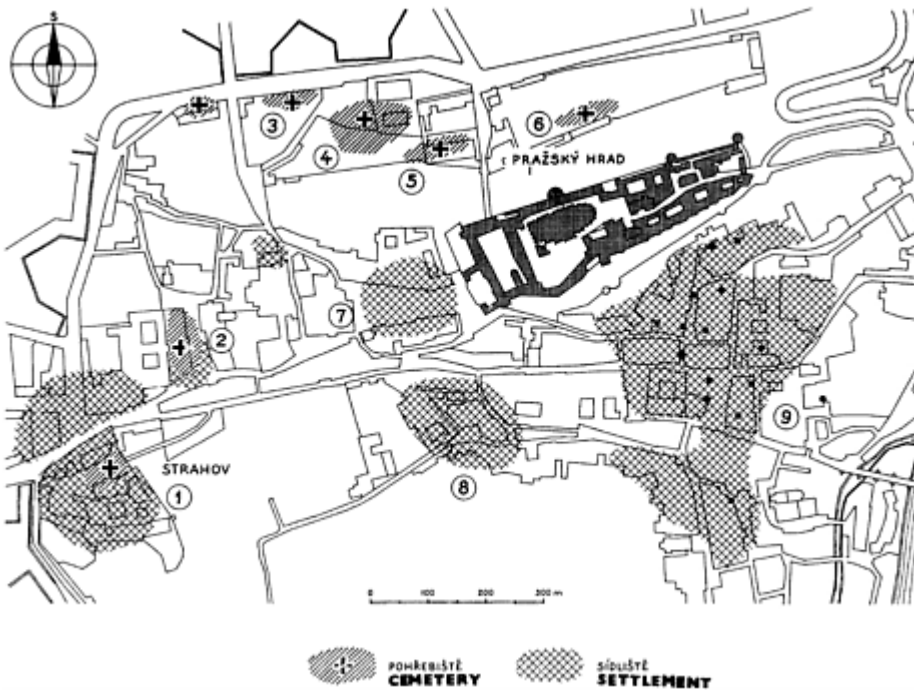 S
3
6
4
5
PRAŽSKÝ HRAD
7
2
9
STRAHOV
1
8
0 100 200 300 m
POHŘEBIŠTĚ
CEMETERY
SÍDLIŠTĚ
SETTLEMENT